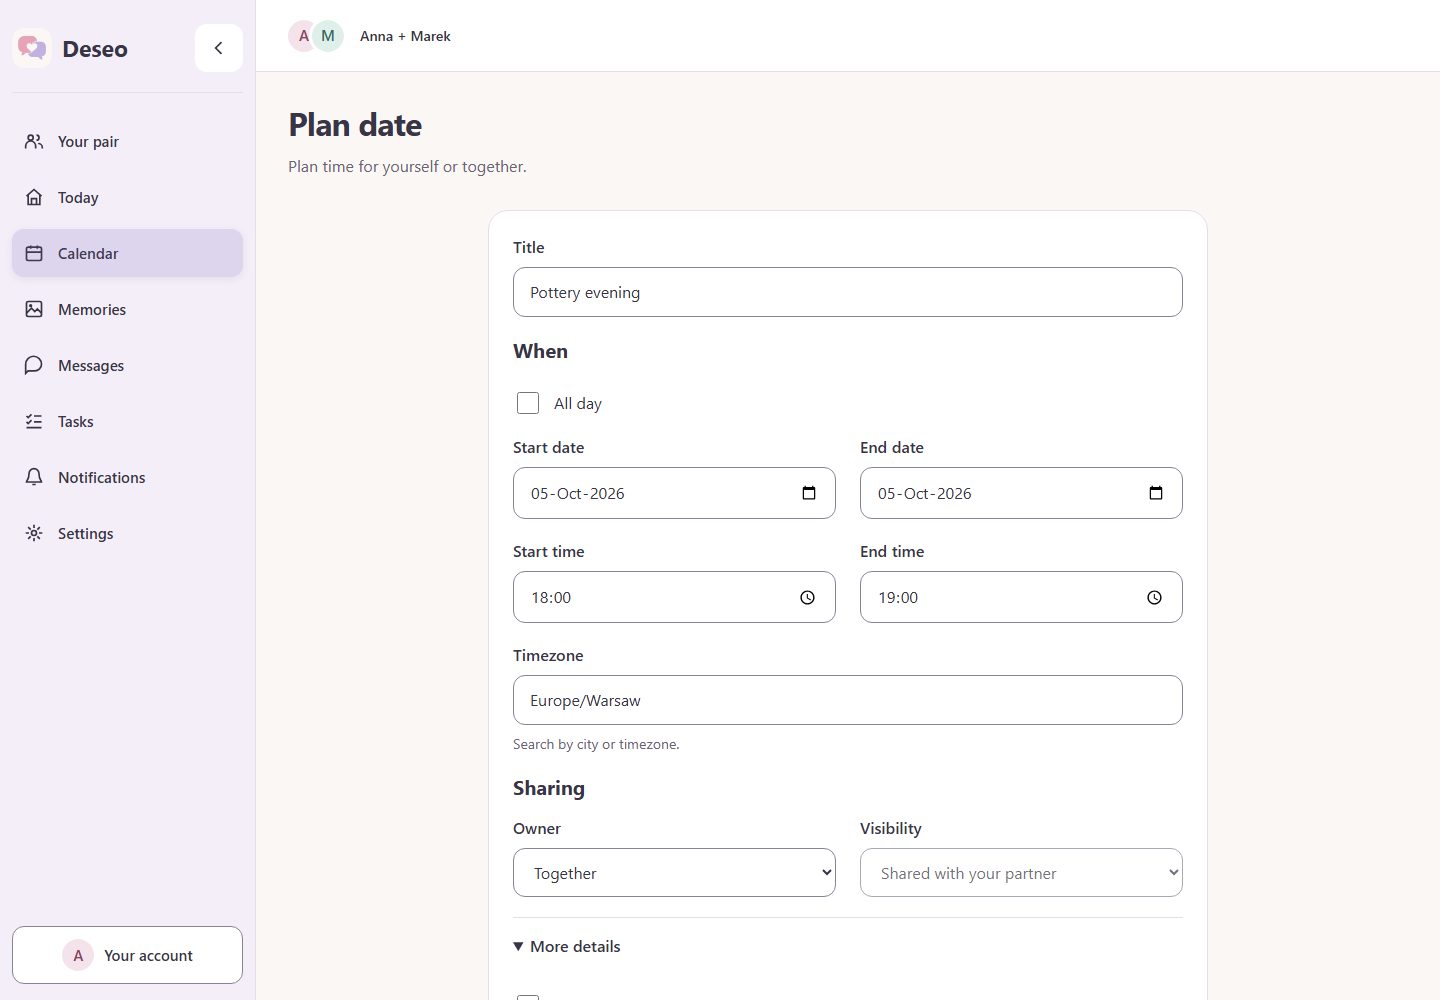 Deseo
Your pair
Today
Calendar
Memories
Messages
Tasks
Notifications
Settings
A Your account
A M Anna + Marek
Plan date
Plan time for yourself or together.
Title
Pottery evening
When
All day
Start date End date
05-Oct-2026 05-Oct-2026
Start time End time
18:00 19:00
Timezone
Europe/Warsaw
Search by city or timezone.
Sharing
Owner Visibility
Together Shared with your partner
More details